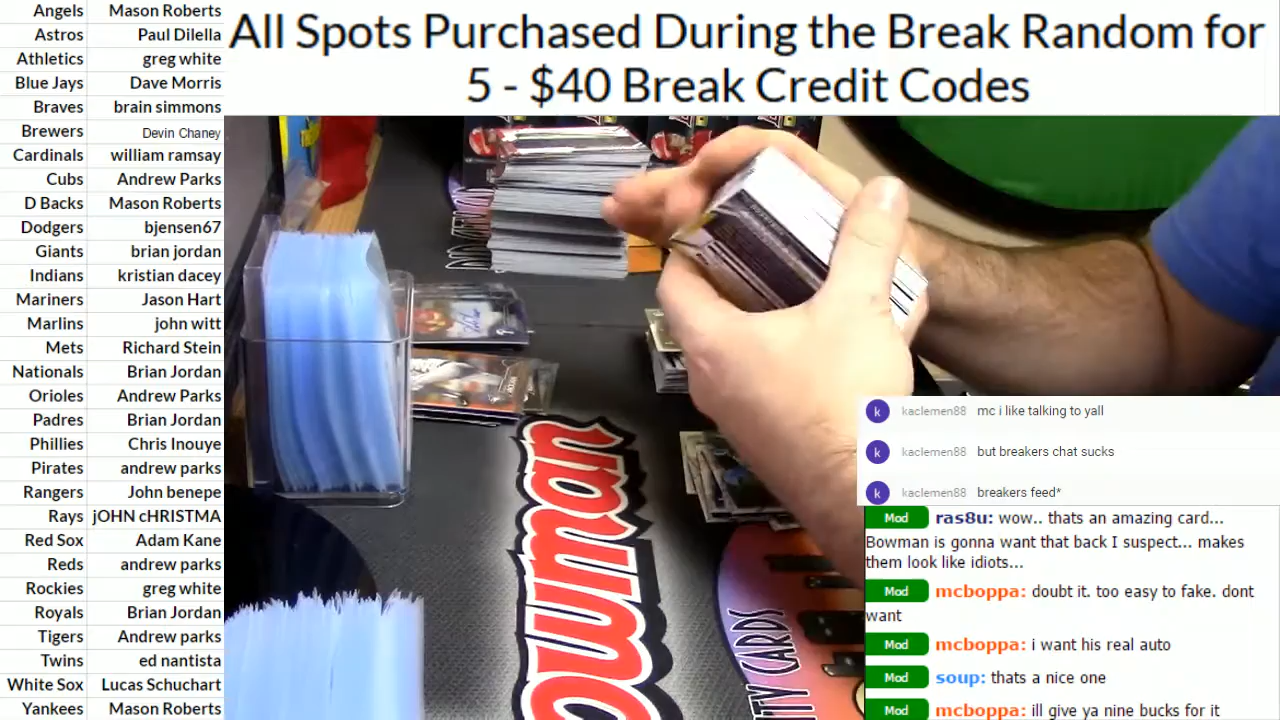 All Spots Purchased During the Break Random for
5 - $40 Break Credit Codes
Angels Mason Roberts
Astros Paul Dilella
Athletics greg white
Blue Jays Dave Morris
Braves brain simmons
Brewers Devin Chaney
Cardinals william ramsay
Cubs Andrew Parks
D Backs Mason Roberts
Dodgers bjensen67
Giants brian jordan
Indians kristian dacey
Mariners Jason Hart
Marlins john witt
Mets Richard Stein
Nationals Brian Jordan
Orioles Andrew Parks
Padres Brian Jordan
Phillies Chris Inouye
Pirates andrew parks
Rangers John benepe
Rays jOHN cHRISTMA
Red Sox Adam Kane
Reds andrew parks
Rockies greg white
Royals Brian Jordan
Tigers Andrew parks
Twins ed nantista
White Sox Lucas Schuchart
Yankees Mason Roberts
Bowman
ITY CARDS
k kaclemen88 mc i like talking to yall
k kaclemen88 but breakers chat sucks
k kaclemen88 breakers feed*
Mod ras8u: wow.. thats an amazing card...
Bowman is gonna want that back I suspect... makes
them look like idiots...
Mod mcboppa: doubt it. too easy to fake. dont
want
Mod mcboppa: i want his real auto
Mod soup: thats a nice one
Mod mcboppa: ill give ya nine bucks for it